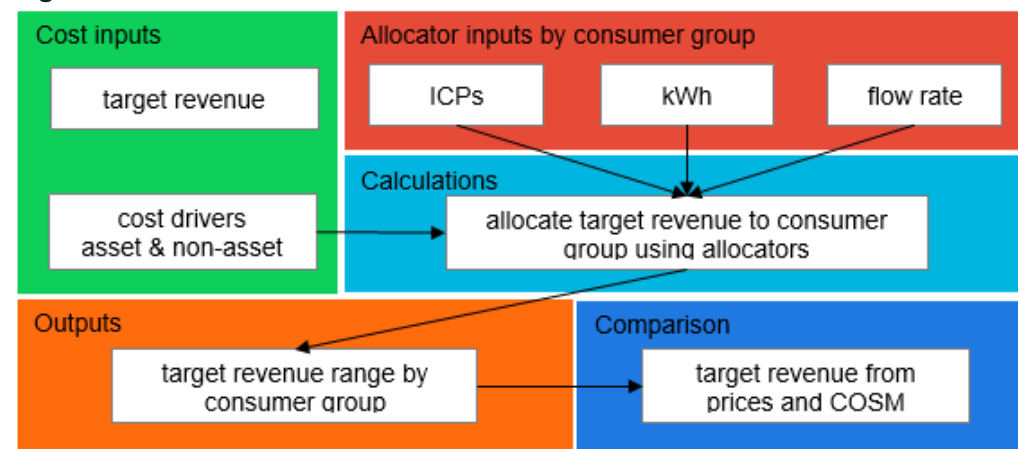 Cost inputs
target revenue
cost drivers
asset & non-asset
Allocator inputs by consumer group
ICPs
kWh
flow rate
Calculations
allocate target revenue to consumer
group using allocators
Outputs
target revenue range by
consumer group
Comparison
target revenue from
prices and COSM